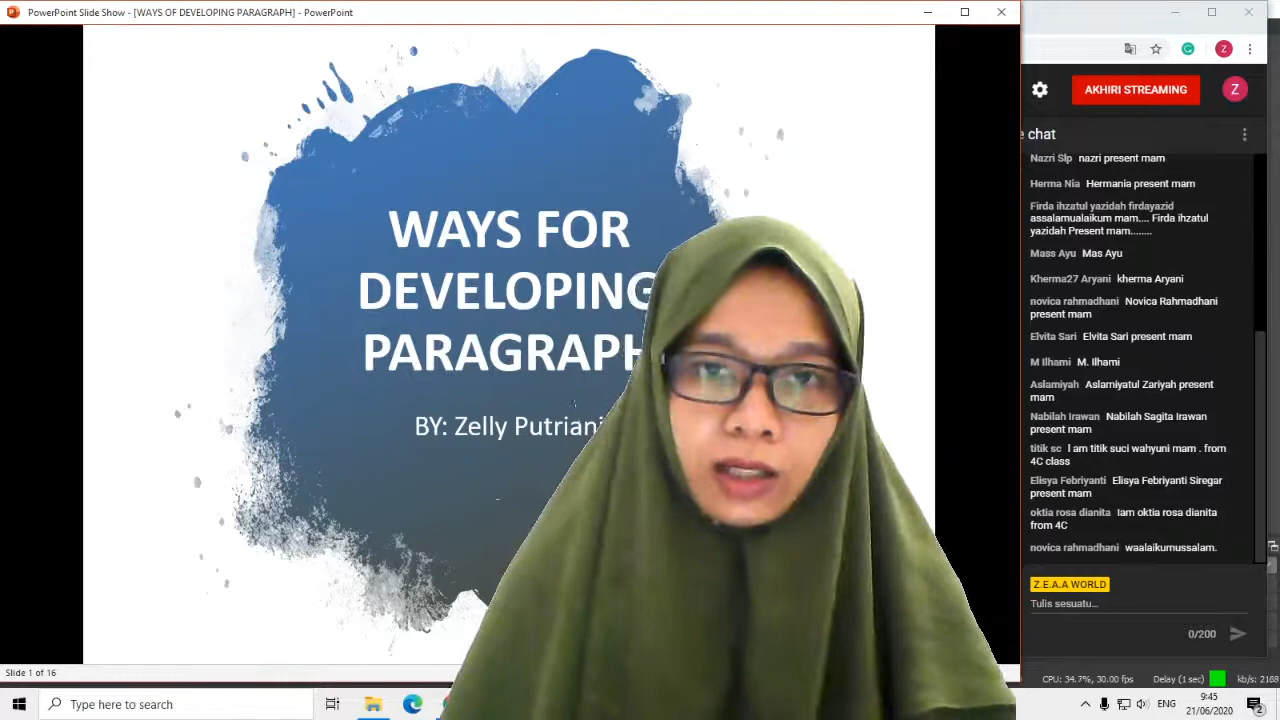 PowerPoint Slide Show - [WAYS OF DEVELOPING PARAGRAPH] - PowerPoint
WAYS FOR
DEVELOPING
PARAGRAPH
BY: Zelly Putriani
Slide 1 of 16
Type here to search
Z
AKHIRI STREAMING
Z
e chat
Nazri Slp nazri present mam
Herma Nia Hermania present mam
Firda ihzatul yazidah firdayazid
assalamualaikum mam.... Firda ihzatul
yazidah Present mam........
Mass Ayu Mas Ayu
Kherma27 Aryani kherma Aryani
novica rahmadhani Novica Rahmadhani
present mam
Elvita Sari Elvita Sari present mam
M Ilhami M. Ilhami
Aslamiyah Aslamiyatul Zariyah present
mam
Nabilah Irawan Nabilah Sagita Irawan
present mam
titik sc I am titik suci wahyuni mam . from
4C class
Elisya Febriyanti Elisya Febriyanti Siregar
present mam
oktia rosa dianita Iam oktia rosa dianita
from 4C
novica rahmadhani waalaikumussalam.
Z.E.A.A WORLD
Tulis sesuatu...
0/200
CPU: 34.7%, 30.00 fps Delay (1 sec) kb/s: 2168
ENG
9:45
21/06/2020
2